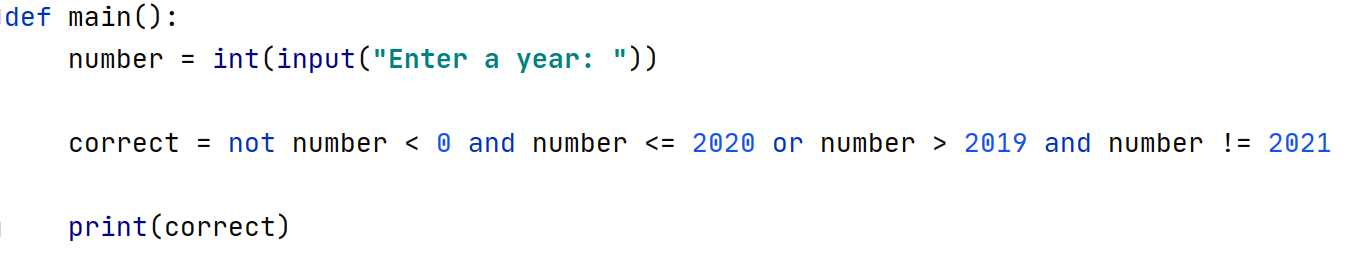 def main():
    number = int(input("Enter a year: "))
    correct = not number < 0 and number <= 2020 or number > 2019 and number != 2021
    print(correct)